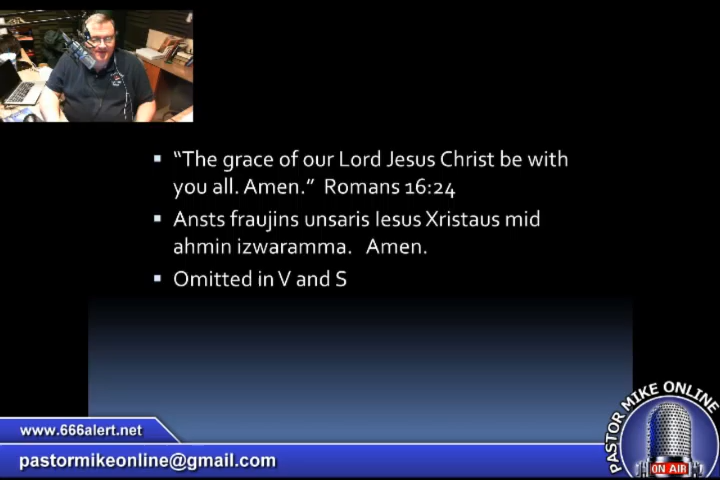 “The grace of our Lord Jesus Christ be with
you all. Amen.” Romans 16:24
Ansts fraujins unsaris Iesus Xristaus mid
ahmin izwaramma. Amen.
Omitted in V and S
www.666alert.net
pastormikeonline@gmail.com
PASTOR MIKE ONLINE
ON AIR